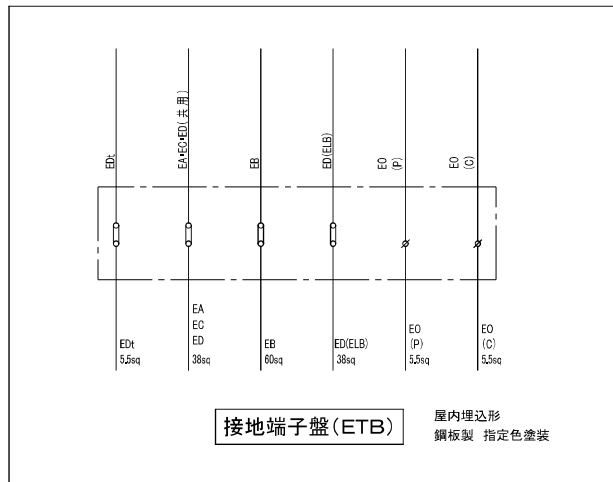 EDt
EA・EC・ED(共用)
EB
ED(ELB)
EO
(P)
EO
(C)
EDt
5.5sq
EA
EC
ED
38sq
EB
60sq
ED(ELB)
38sq
EO
(P)
5.5sq
EO
(C)
5.5sq
接地端子盤(ETB)
屋内埋込形
鋼板製 指定色塗装